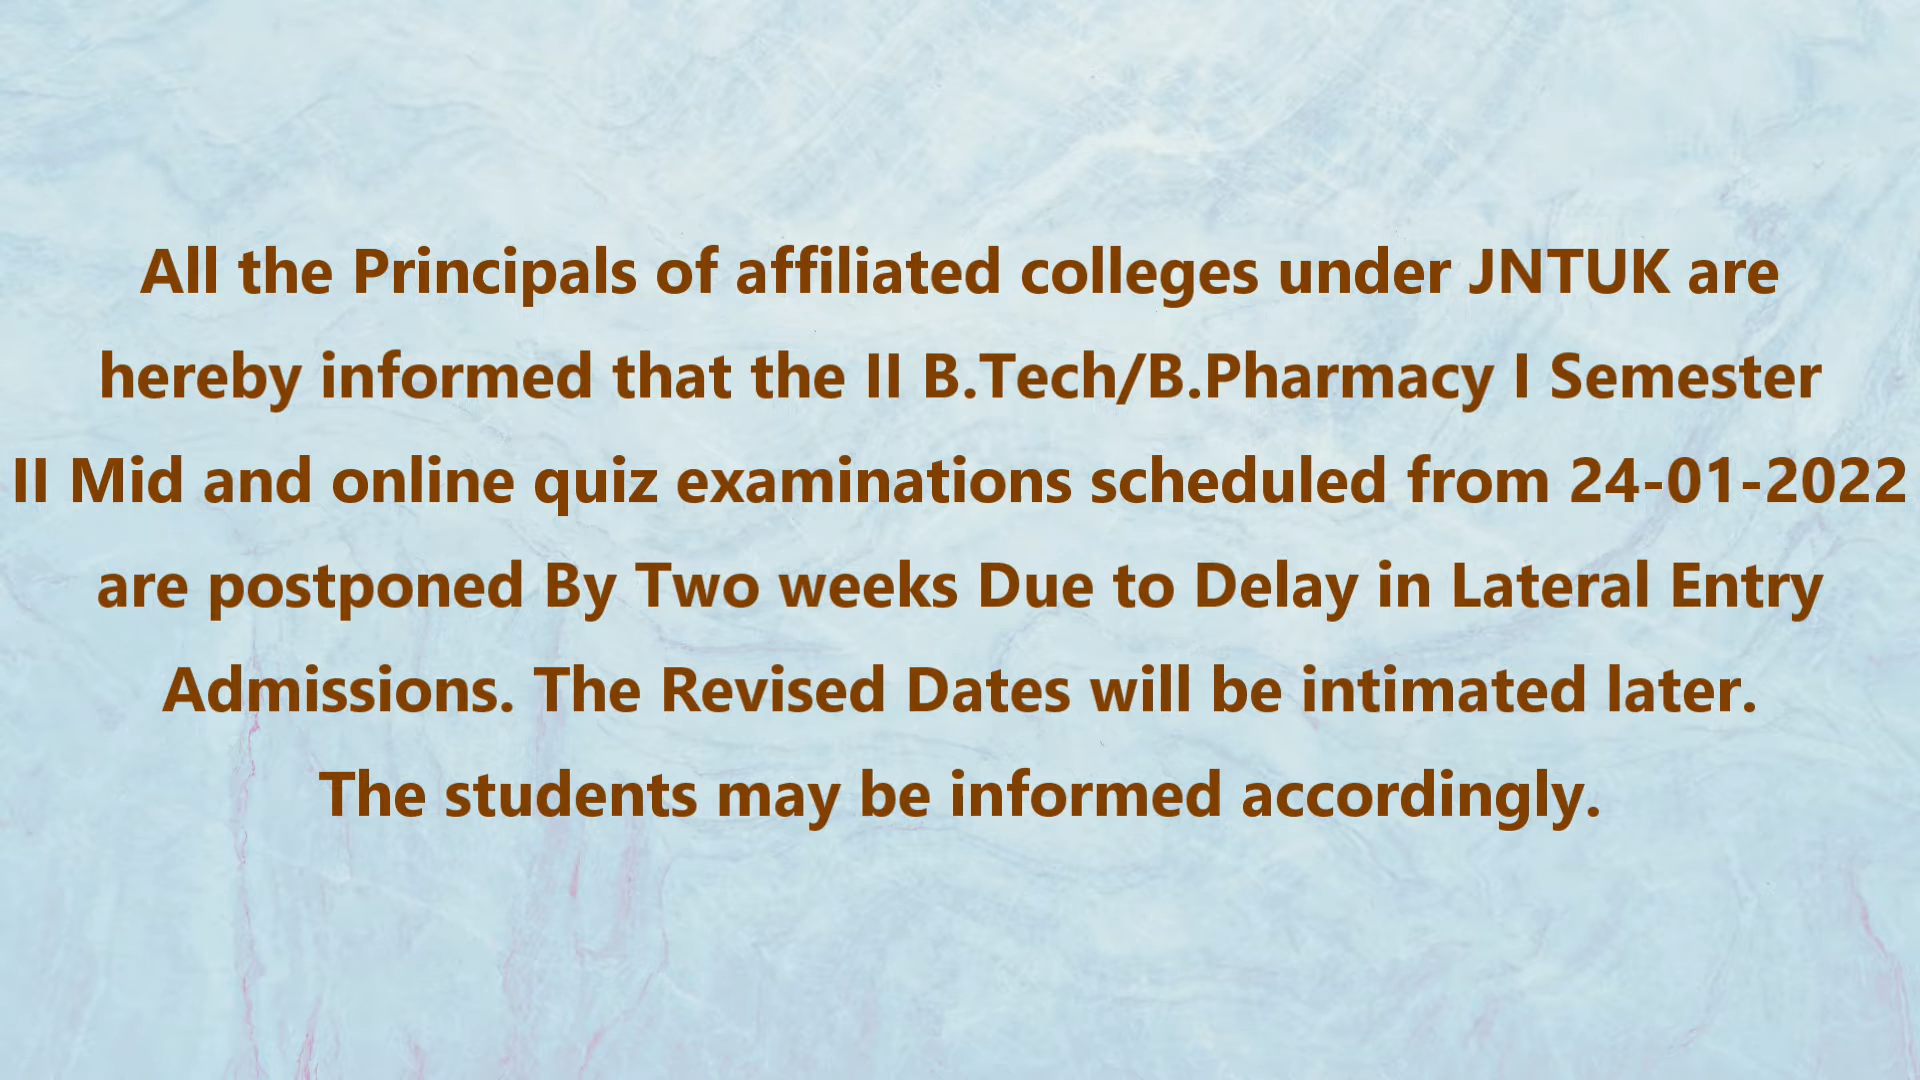 All the Principals of affiliated colleges under JNTUK are
hereby informed that the II B.Tech/B.Pharmacy I Semester
II Mid and online quiz examinations scheduled from 24-01-2022
are postponed By Two weeks Due to Delay in Lateral Entry
Admissions. The Revised Dates will be intimated later.
The students may be informed accordingly.